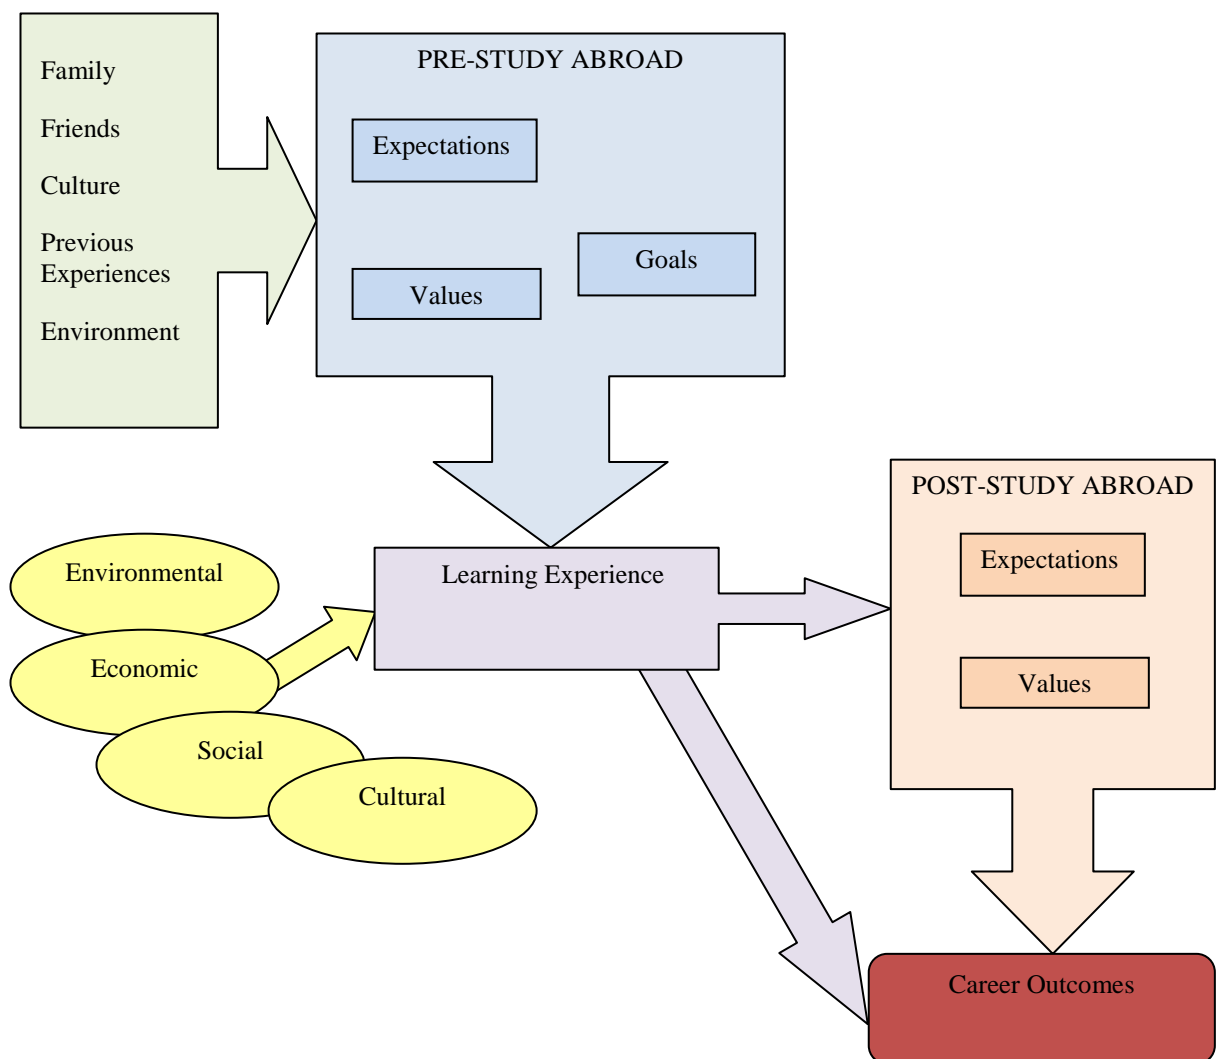 Family
Friends
Culture
Previous
Experiences
Environment
PRE-STUDY ABROAD
Expectations
Goals
Values
Learning Experience
Environmental
Economic
Social
Cultural
POST-STUDY ABROAD
Expectations
Values
Career Outcomes